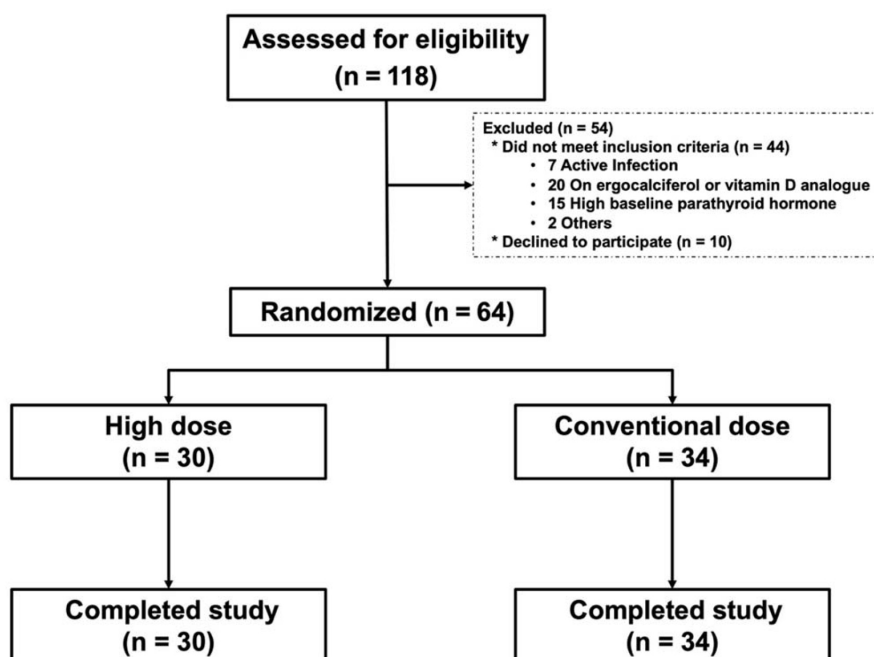 Assessed for eligibility
(n = 118)
Excluded (n = 54)
* Did not meet inclusion criteria (n = 44)
• 7 Active Infection
• 20 On ergocalciferol or vitamin D analogue
• 15 High baseline parathyroid hormone
• 2 Others
* Declined to participate (n = 10)
Randomized (n = 64)
High dose
(n = 30)
Conventional dose
(n = 34)
Completed study
(n = 30)
Completed study
(n = 34)